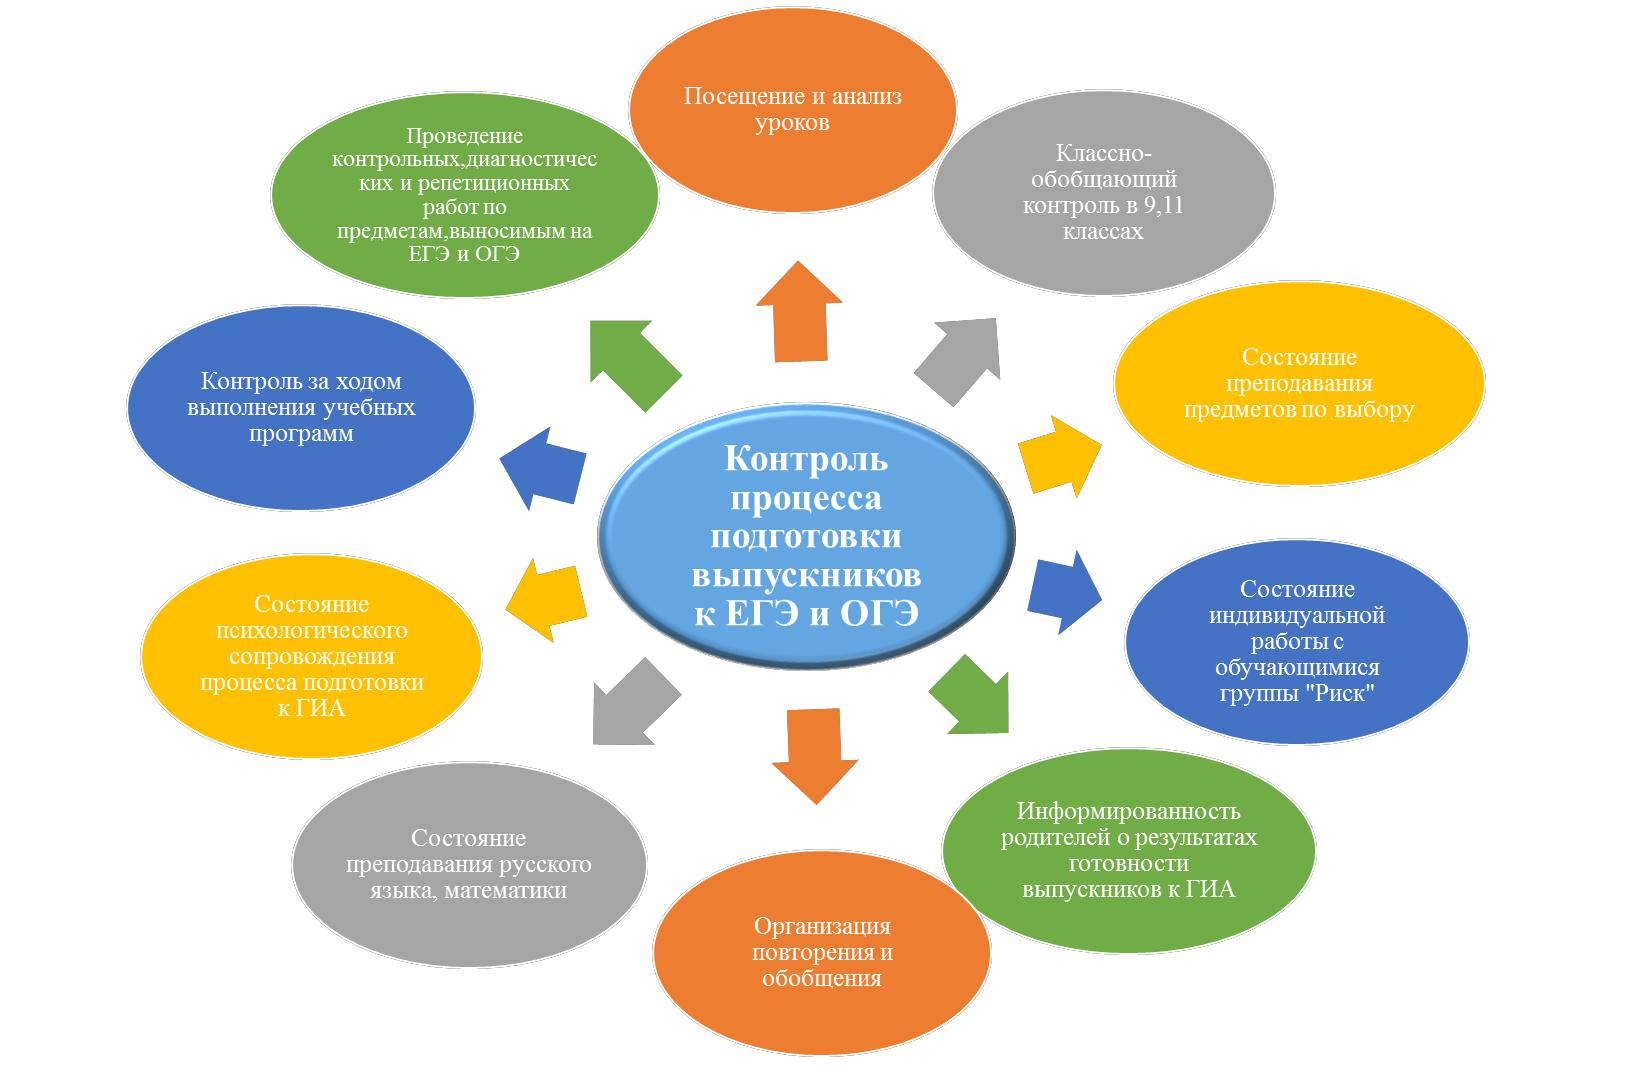 Посещение и анализ
уроков
Классно-
обобщающий
контроль в 9,11
классах
Состояние
преподавания
предметов по выбору
Состояние
индивидуальной
работы с
обучающимися
группы "Риск"
Информированность
родителей о результатах
готовности
выпускников к ГИА
Организация
повторения и
обобщения
Состояние
преподавания русского
языка, математики
Состояние
психологического
сопровождения
процесса подготовки
к ГИА
Контроль за ходом
выполнения учебных
программ
Проведение
контрольных,диагностичес
ких и репетиционных
работ по
предметам,выносимым на
ЕГЭ и ОГЭ
Контроль
процесса
подготовки
выпускников
к ЕГЭ и ОГЭ